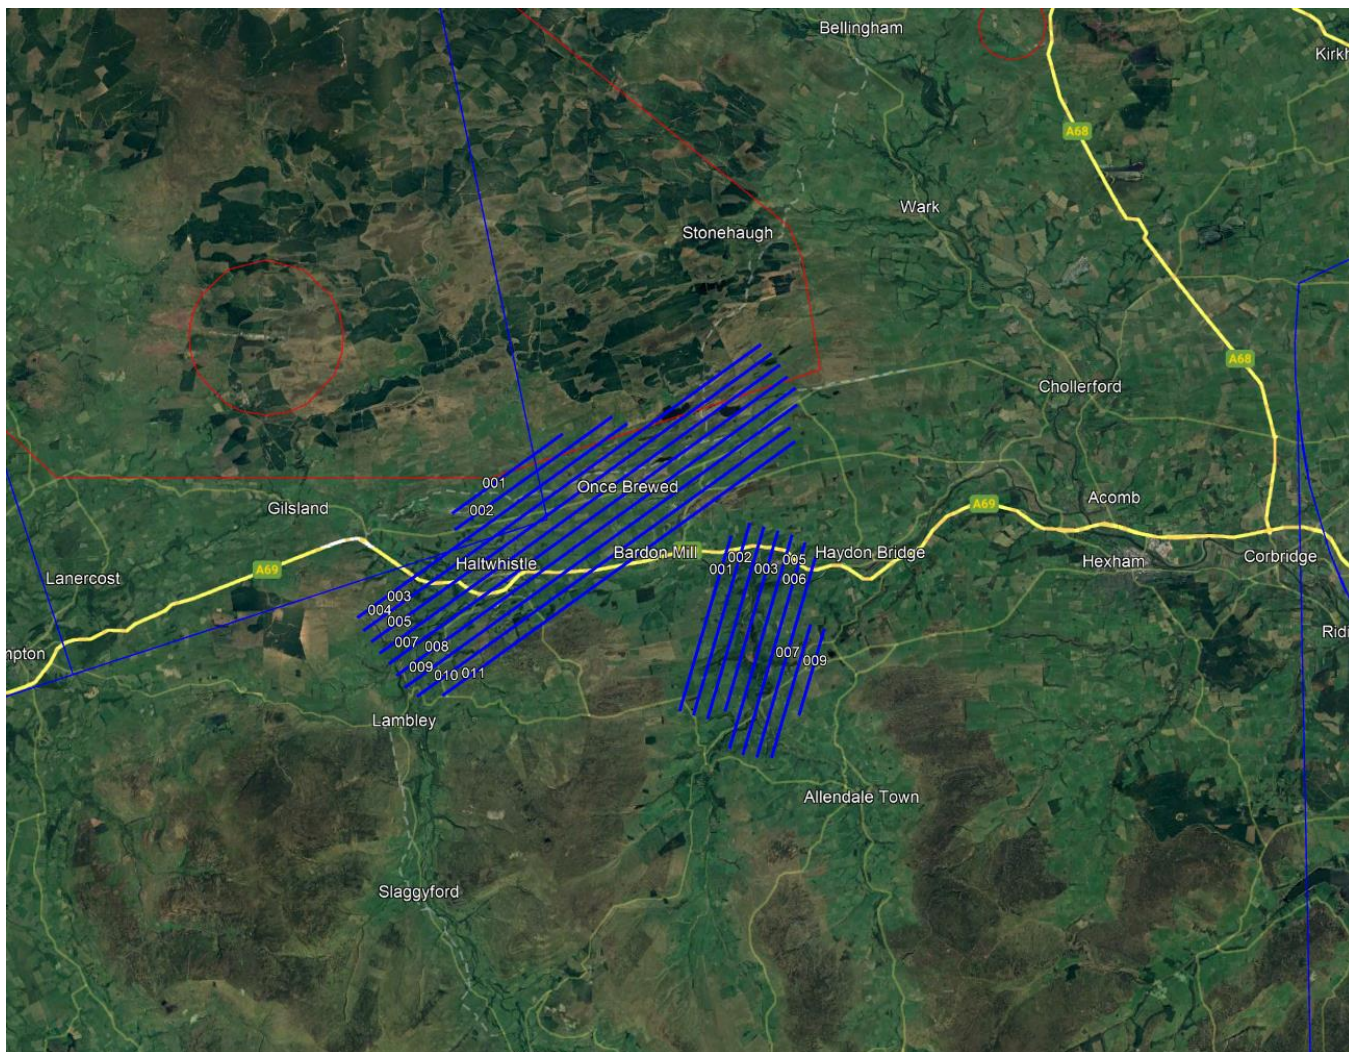 Bellingham
Kirkh
A68
Wark
Stonehaugh
A68
Chollerford
001
Once Brewed
002
Gilsland
Acomb
A69
Haltwhistle
Bardon Mill
002
005
Haydon Bridge
Hexham
Corbridge
A69
001
003
006
Lanercost
003
004
005
Ridi
007
008
mpton
007
009
009
010
011
Lambley
Allendale Town
Slaggyford